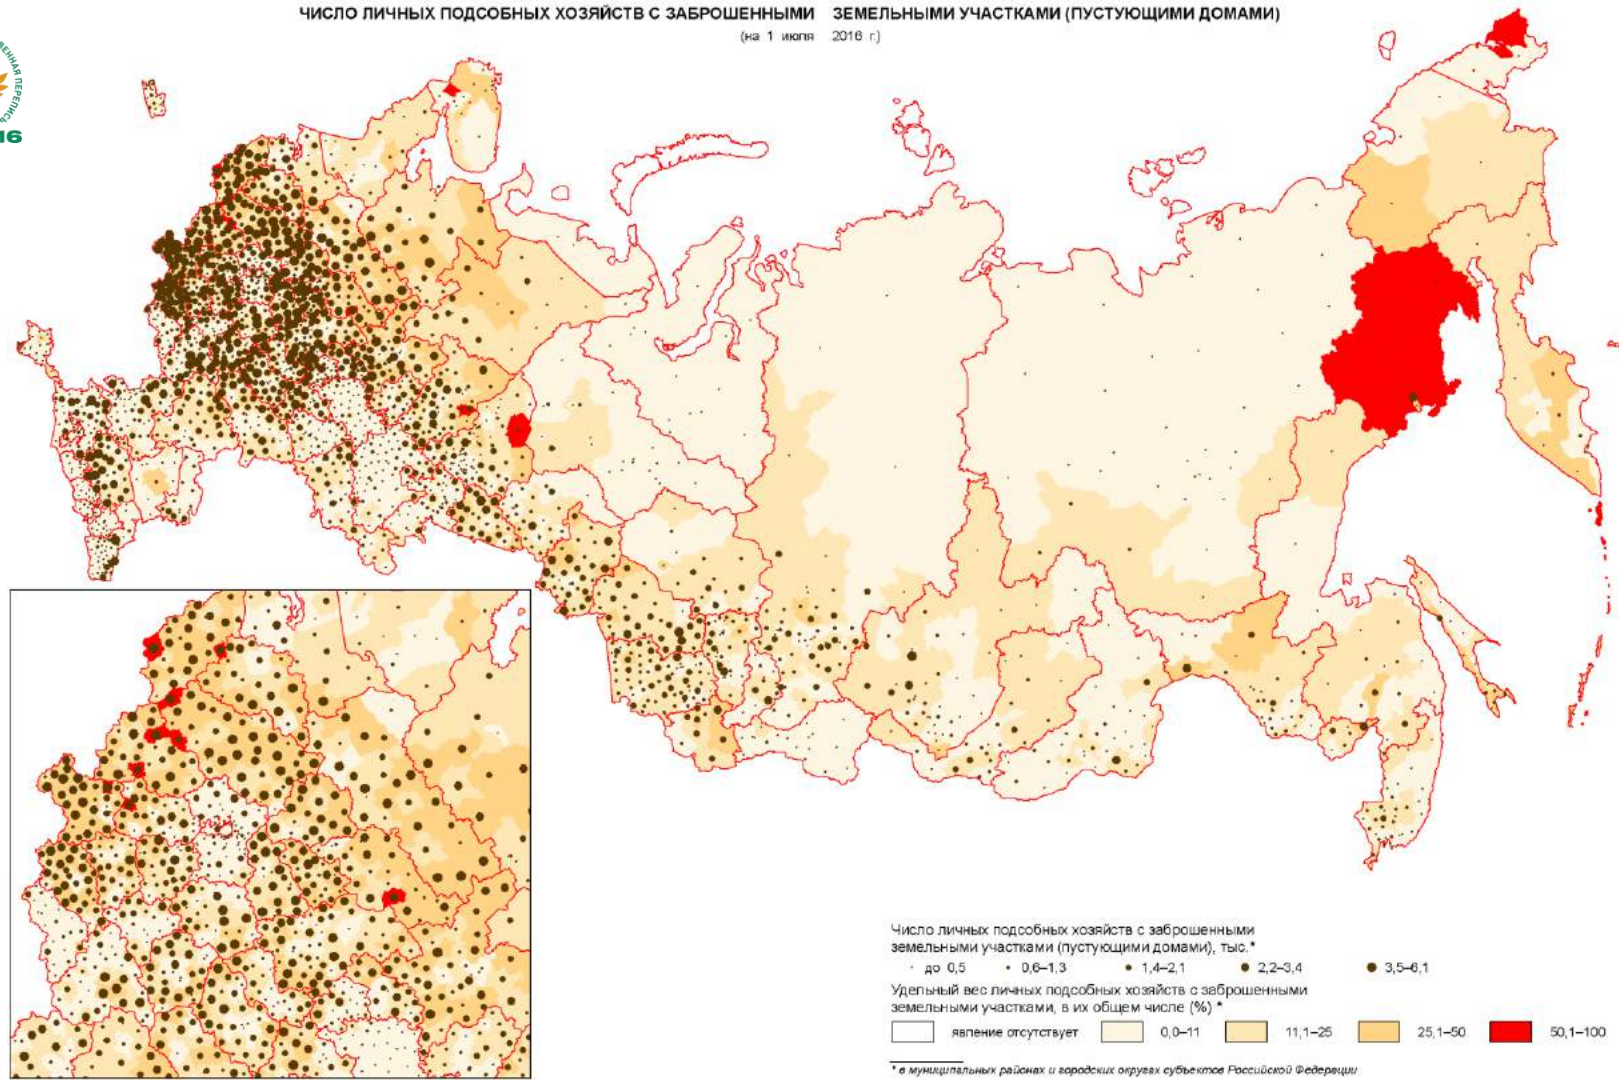 ЧИСЛО ЛИЧНЫХ ПОДСОБНЫХ ХОЗЯЙСТВ С ЗАБРОШЕННЫМИ ЗЕМЕЛЬНЫМИ УЧАСТКАМИ (ПУСТУЮЩИМИ ДОМАМИ)
(на 1 июля 2016 г.)
ВЕННАЯ ПЕРЕПИСЬ
16
Число личных подсобных хозяйств с заброшенными
земельными участками (пустующими домами), тыс.*
до 0,5 0,6–1,3 1,4–2,1 2,2–3,4 3,5–6,1
Удельный вес личных подсобных хозяйств с заброшенными
земельными участками, в их общем числе (%) *
явление отсутствует 0,0–11 11,1–25 25,1–50 50,1–100
* в муниципальных районах и городских округах субъектов Российской Федерации